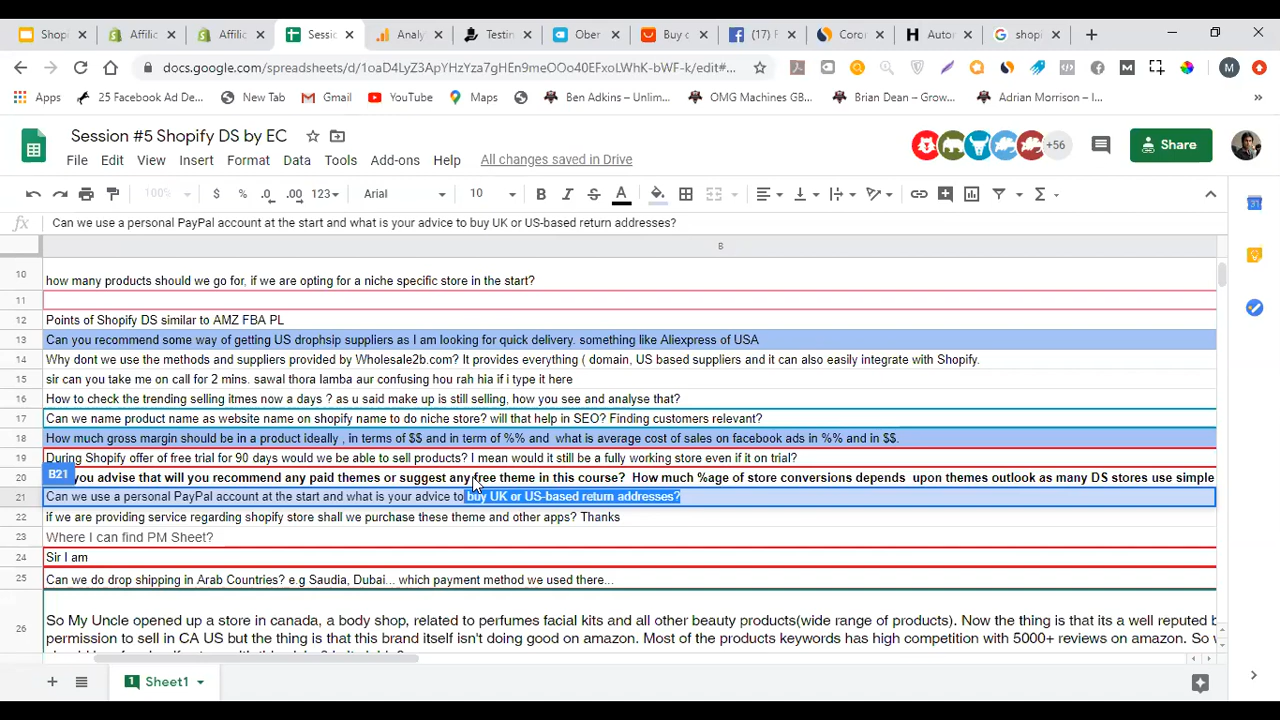 Shop
Affilic
Affilic
Sessic
Analy
Testin
Ober
Buy c
(17) F
Coro
Auto
shopi
docs.google.com/spreadsheets/d/1oaD4LyZ3ApYHzYza7gHEn9meOOo40EFxoLWhK-bWF-k/edit#...
Apps
25 Facebook Ad De...
New Tab
Gmail
YouTube
Maps
Ben Adkins – Unlim...
OMG Machines GB...
Brian Dean – Grow...
Adrian Morrison – I...
Session #5 Shopify DS by EC
+56
Share
File Edit View Insert Format Data Tools Add-ons Help All changes saved in Drive
100% $ % .0 .00 123 Arial 10 B I S A
fx Can we use a personal PayPal account at the start and what is your advice to buy UK or US-based return addresses?
B
10 how many products should we go for, if we are opting for a niche specific store in the start?
11
12 Points of Shopify DS similar to AMZ FBA PL
13 Can you recommend some way of getting US drophsip suppliers as I am looking for quick delivery. something like Aliexpress of USA
14 Why dont we use the methods and suppliers provided by Wholesale2b.com? It provides everything ( domain, US based suppliers and it can also easily integrate with Shopify.
15 sir can you take me on call for 2 mins. sawal thora lamba aur confusing hou rah hia if i type it here
16 How to check the trending selling itmes now a days ? as u said make up is still selling, how you see and analyse that?
17 Can we name product name as website name on shopify name to do niche store? will that help in SEO? Finding customers relevant?
18 How much gross margin should be in a product ideally , in terms of $$ and in term of %% and what is average cost of sales on facebook ads in %% and in $$.
19 During Shopify offer of free trial for 90 days would we be able to sell products? I mean would it still be a fully working store even if it on trial?
20 you advise that will you recommend any paid themes or suggest any free theme in this course? How much %age of store conversions depends upon themes outlook as many DS stores use simple
B21
21 Can we use a personal PayPal account at the start and what is your advice to buy UK or US-based return addresses?
22 if we are providing service regarding shopify store shall we purchase these theme and other apps? Thanks
23 Where I can find PM Sheet?
24 Sir I am
25 Can we do drop shipping in Arab Countries? e.g Saudia, Dubai... which payment method we used there...
26 So My Uncle opened up a store in canada, a body shop, related to perfumes facial kits and all other beauty products(wide range of products). Now the thing is that its a well reputed b
permission to sell in CA US but the thing is that this brand itself isn't doing good on amazon. Most of the products keywords has high competition with 5000+ reviews on amazon. So w
1 Sheet1